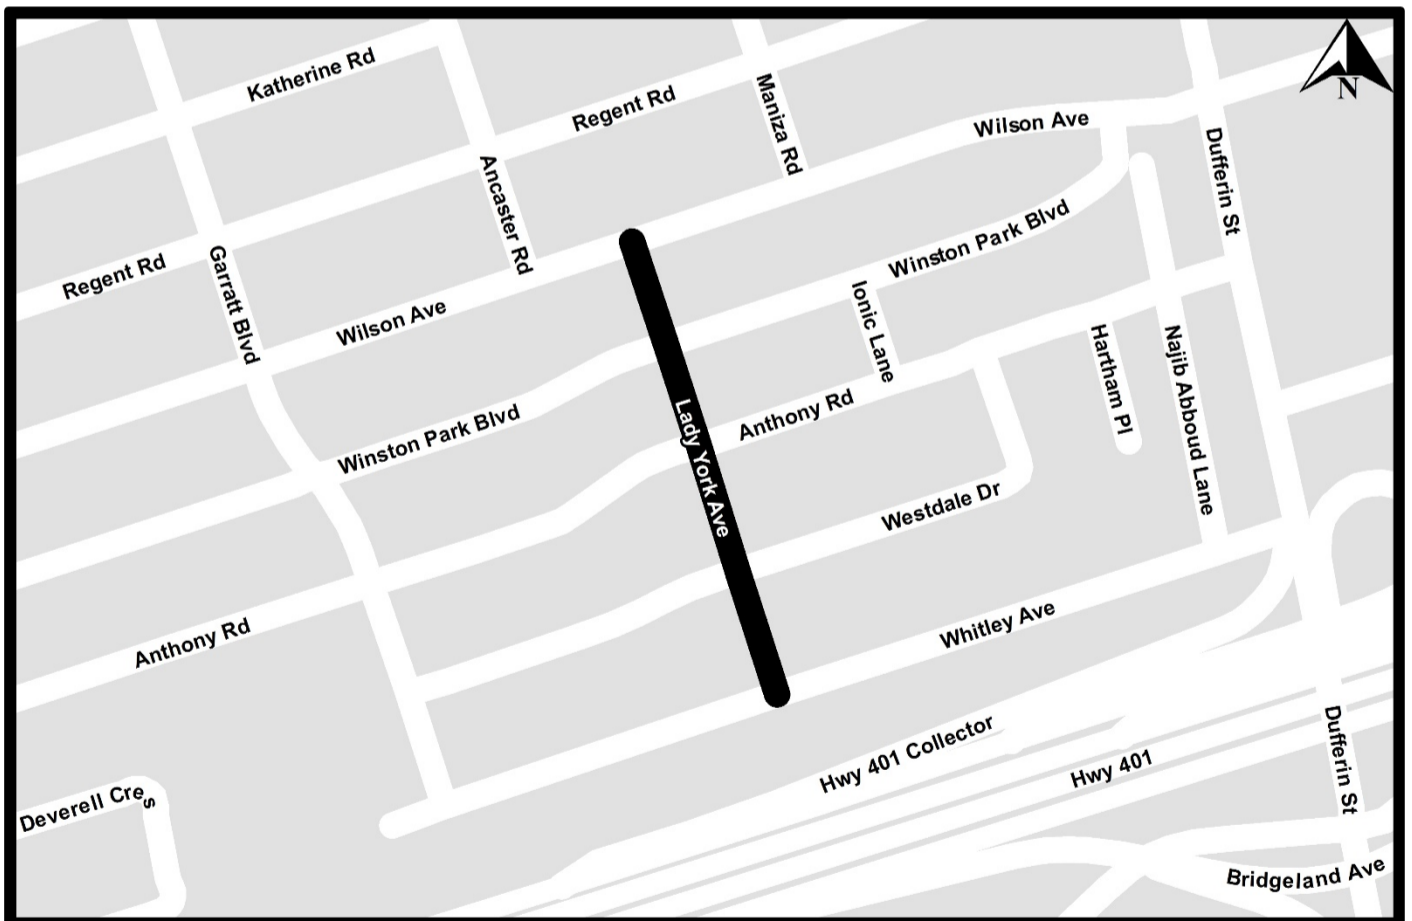 Katherine Rd
Regent Rd
Maniza Rd
Wilson Ave
N
Dufferin St
Ancaster Rd
Regent Rd
Garratt Blvd
Wilson Ave
Winston Park Blvd
Ionic Lane
Hartham Pl
Najib Abboud Lane
Winston Park Blvd
Lady York Ave
Anthony Rd
Westdale Dr
Anthony Rd
Whitley Ave
Hwy 401 Collector
Hwy 401
Dufferin St
Deverell Cres
Bridgeland Ave